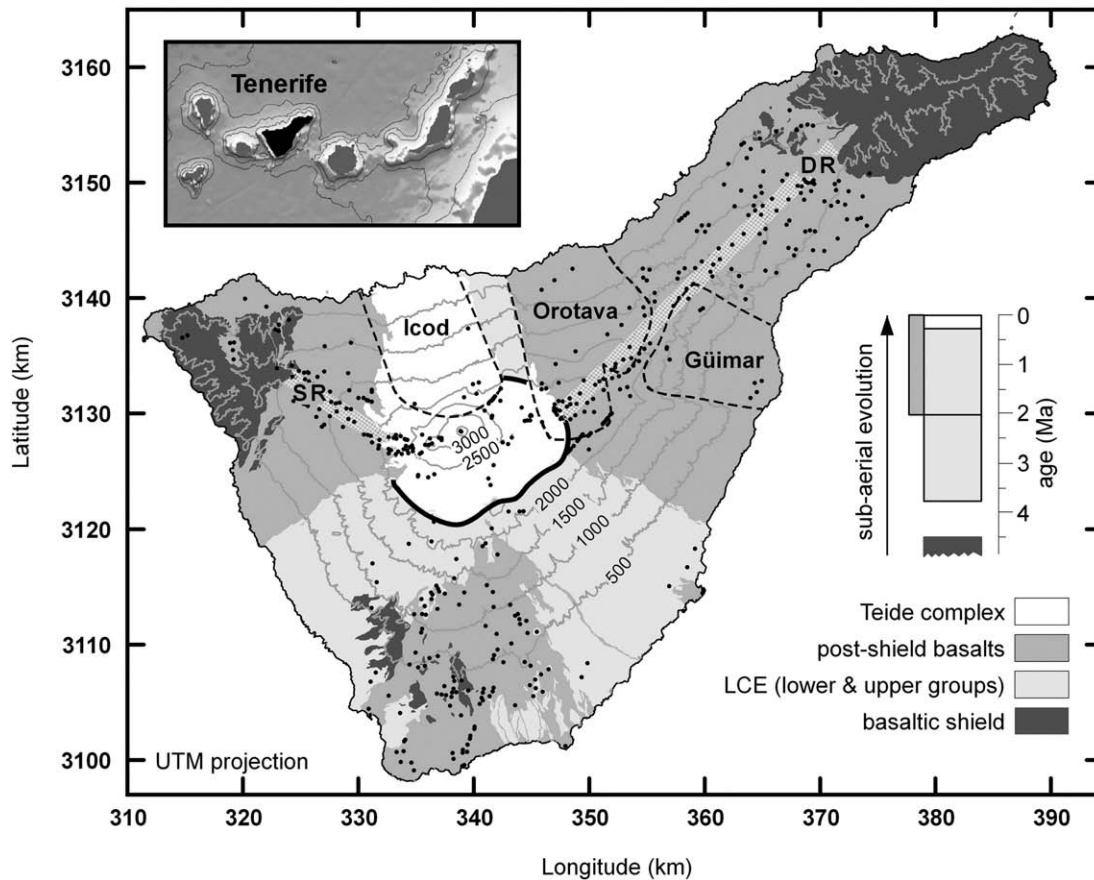 Tenerife
3160
3150
3140
3130
3120
3110
3100
Latitude (km)
DR
Orotava
Icod
Güimar
SR
3000
2500
2000
1500
1000
500
sub-aerial evolution
0
1
2
3
4
age (Ma)
Teide complex
post-shield basalts
LCE (lower & upper groups)
basaltic shield
UTM projection
310 320 330 340 350 360 370 380 390
Longitude (km)